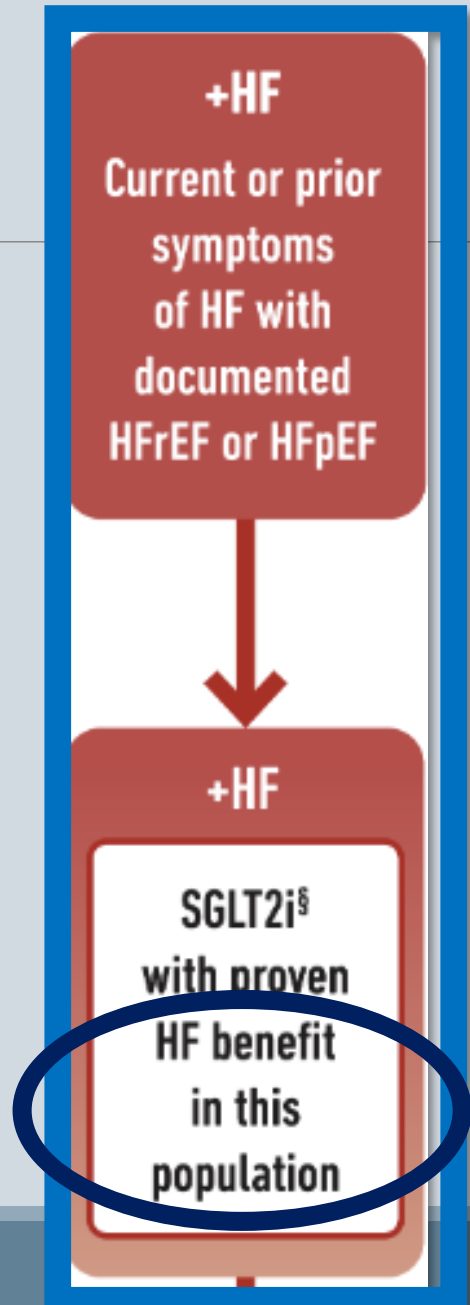 +HF
Current or prior
symptoms
of HF with
documented
HFrEF or HFpEF
+HF
SGLT2i§
with proven
HF benefit
in this
population